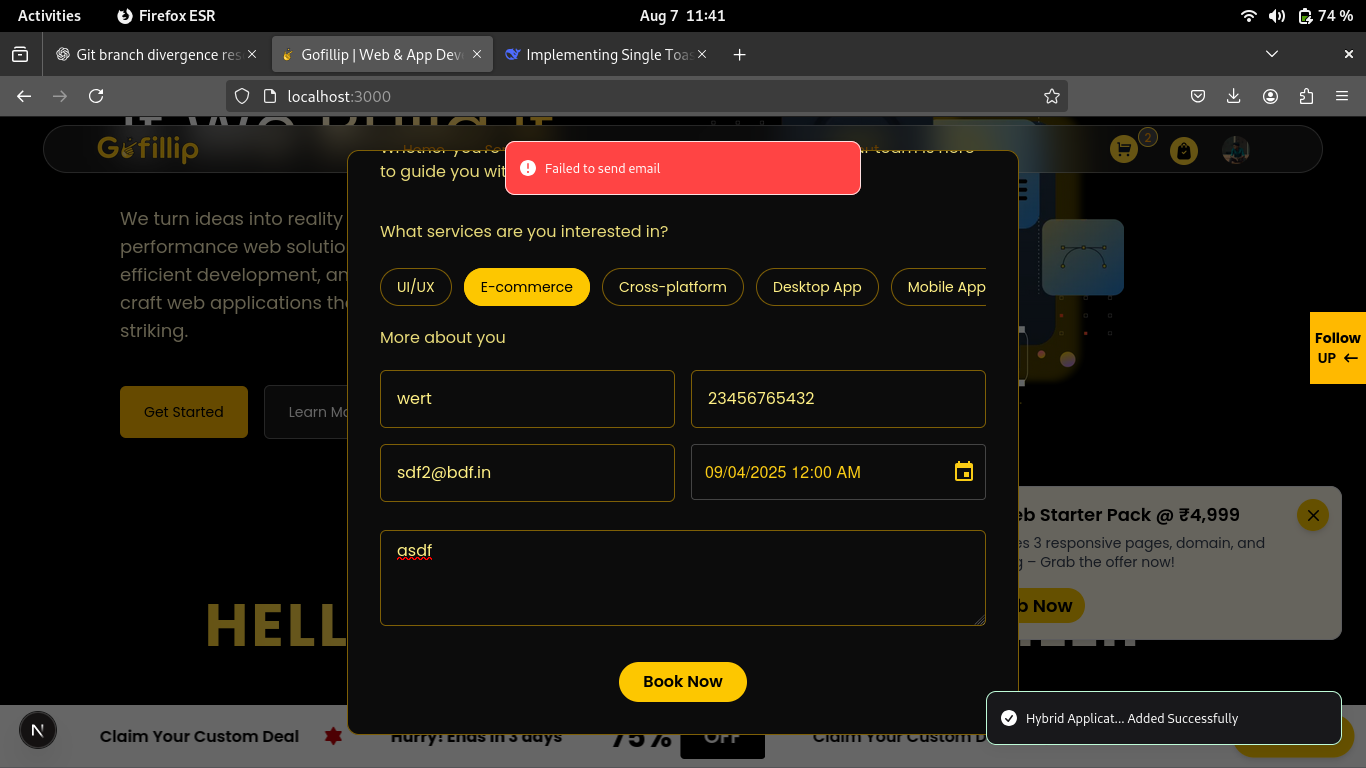 Activities
Firefox ESR
Aug 7 11:41
74 %
Git branch divergence res
Gofillip | Web & App Dev
Implementing Single Toas
localhost:3000
Gofillip
Home
2
Failed to send email
to guide you wit
What services are you interested in?
UI/UX
E-commerce
Cross-platform
Desktop App
Mobile App
More about you
wert
23456765432
sdf2@bdf.in
09/04/2025 12:00 AM
asdf
Book Now
We turn ideas into reality
performance web solutio
efficient development, an
craft web applications tha
striking.
Get Started
Learn Mo
Follow
UP ←
eb Starter Pack @ ₹4,999
es 3 responsive pages, domain, and
g – Grab the offer now!
b Now
HELL
Hybrid Applicat... Added Successfully
N
Claim Your Custom Deal
Hurry! Ends in 3 days
75%
OFF
Claim Your Custom D